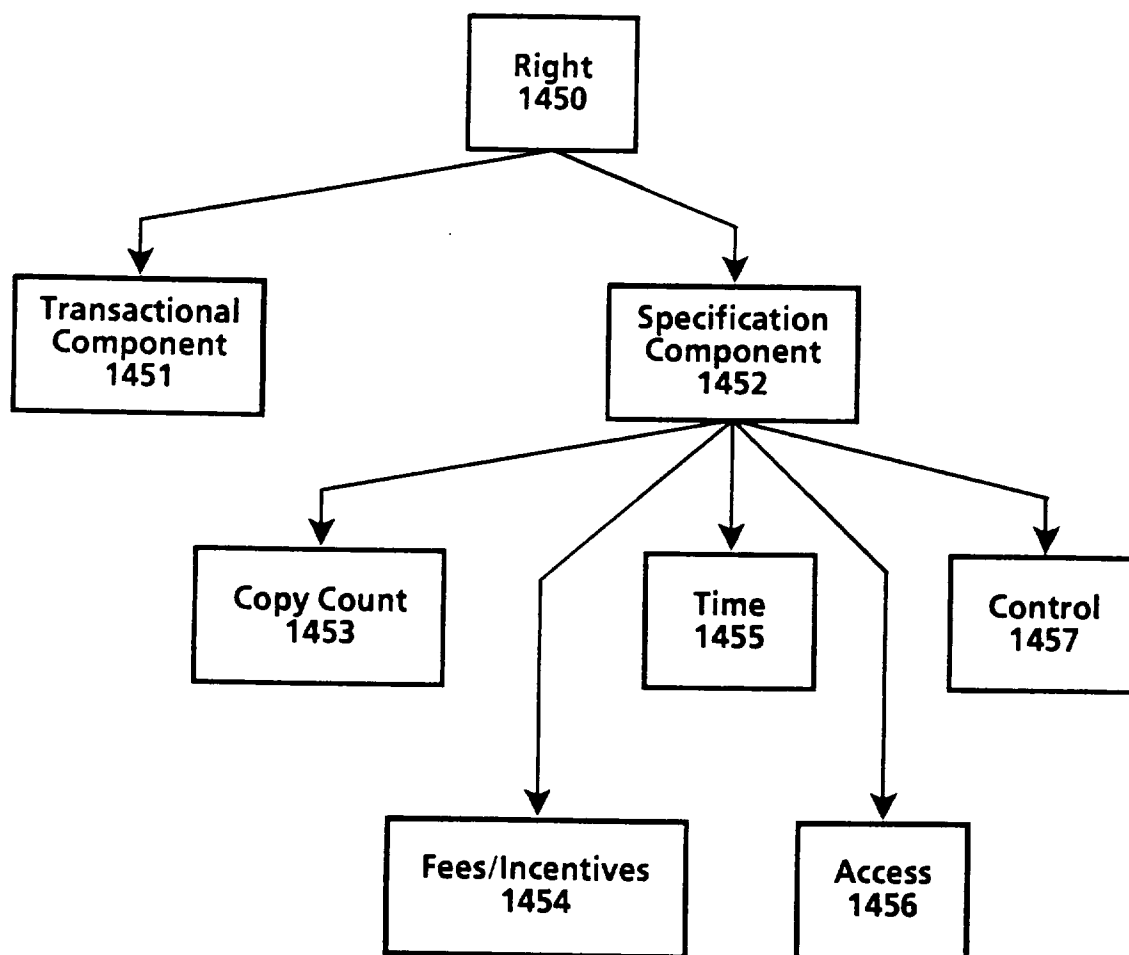 Right
1450
Transactional
Component
1451
Specification
Component
1452
Copy Count
1453
Time
1455
Control
1457
Fees/Incentives
1454
Access
1456